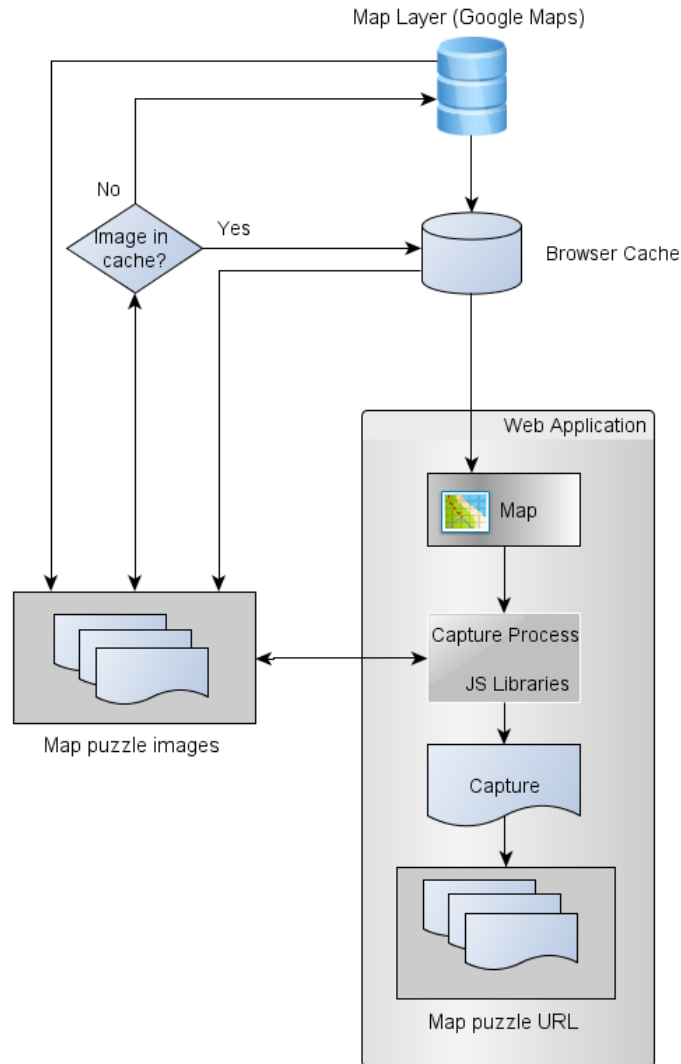 Map Layer (Google Maps)
No
Image in
cache?
Yes
Browser Cache
Web Application
Map
Capture Process
JS Libraries
Map puzzle images
Capture
Map puzzle URL